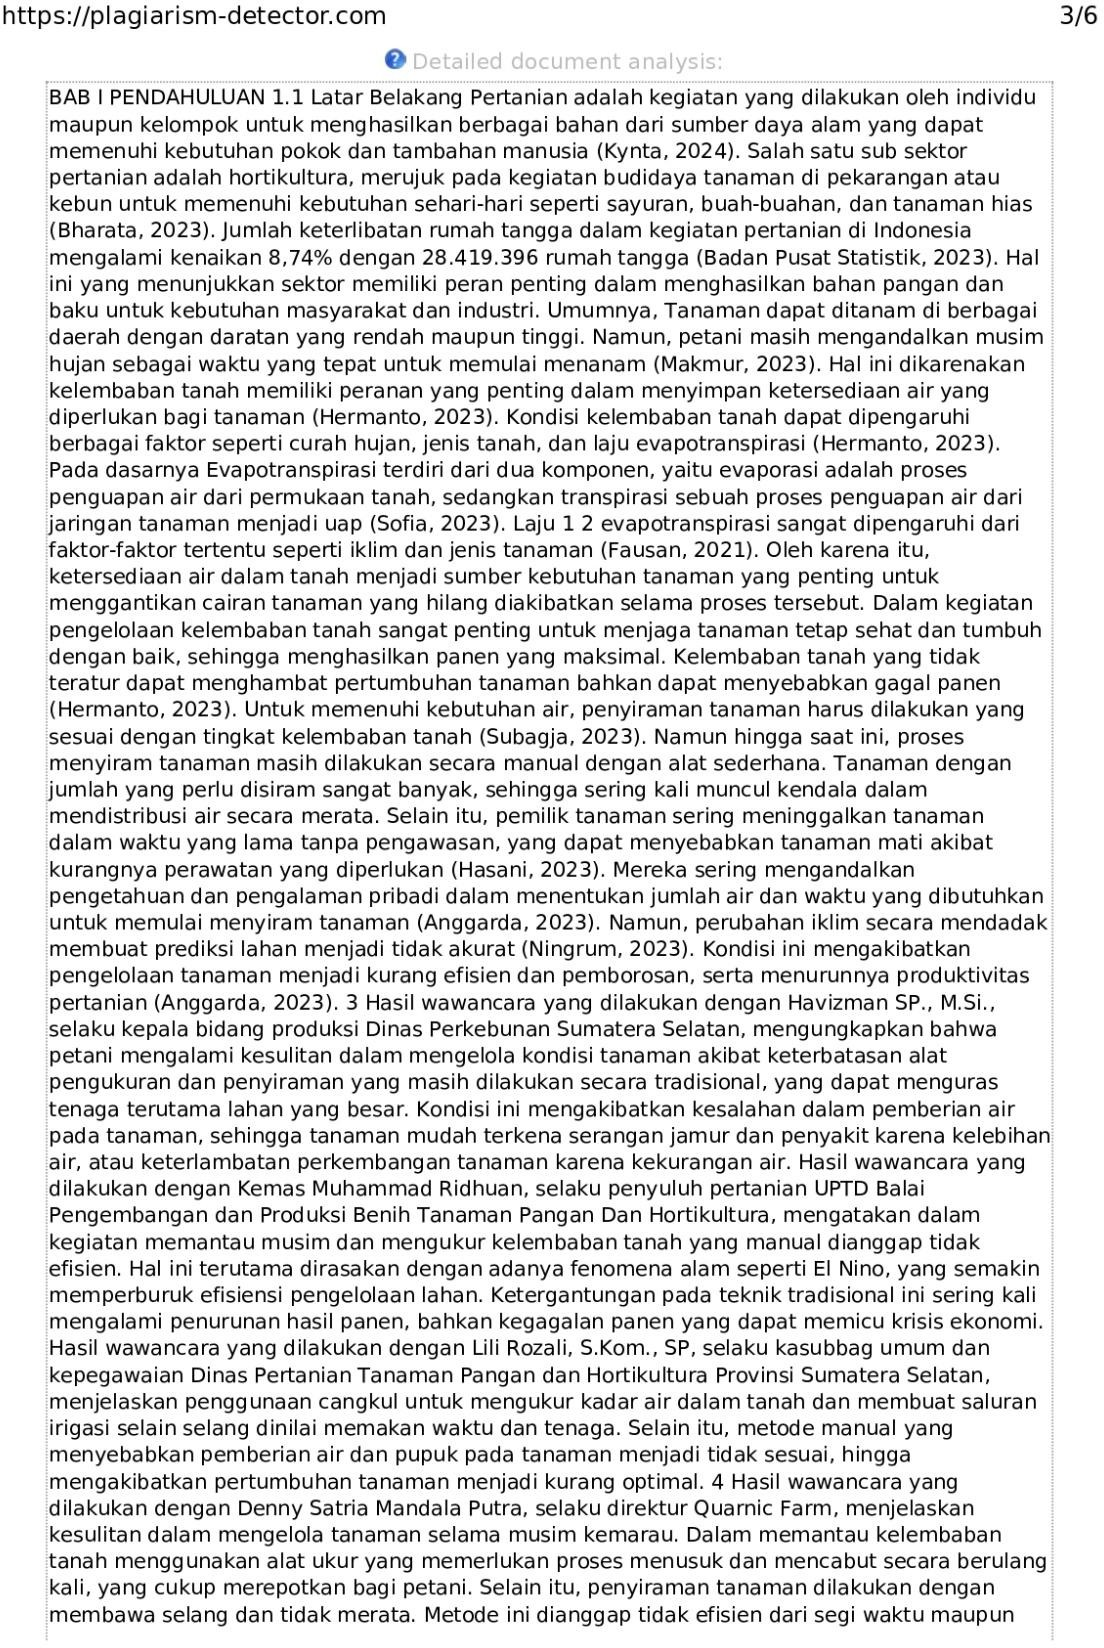 https://plagiarism-detector.com 3/6
? Detailed document analysis:
BAB I PENDAHULUAN 1.1 Latar Belakang Pertanian adalah kegiatan yang dilakukan oleh individu
maupun kelompok untuk menghasilkan berbagai bahan dari sumber daya alam yang dapat
memenuhi kebutuhan pokok dan tambahan manusia (Kynta, 2024). Salah satu sub sektor
pertanian adalah hortikultura, merujuk pada kegiatan budidaya tanaman di pekarangan atau
kebun untuk memenuhi kebutuhan sehari-hari seperti sayuran, buah-buahan, dan tanaman hias
(Bharata, 2023). Jumlah keterlibatan rumah tangga dalam kegiatan pertanian di Indonesia
mengalami kenaikan 8,74% dengan 28.419.396 rumah tangga (Badan Pusat Statistik, 2023). Hal
ini yang menunjukkan sektor memiliki peran penting dalam menghasilkan bahan pangan dan
baku untuk kebutuhan masyarakat dan industri. Umumnya, Tanaman dapat ditanam di berbagai
daerah dengan daratan yang rendah maupun tinggi. Namun, petani masih mengandalkan musim
hujan sebagai waktu yang tepat untuk memulai menanam (Makmur, 2023). Hal ini dikarenakan
kelembaban tanah memiliki peranan yang penting dalam menyimpan ketersediaan air yang
diperlukan bagi tanaman (Hermanto, 2023). Kondisi kelembaban tanah dapat dipengaruhi
berbagai faktor seperti curah hujan, jenis tanah, dan laju evapotranspirasi (Hermanto, 2023).
Pada dasarnya Evapotranspirasi terdiri dari dua komponen, yaitu evaporasi adalah proses
penguapan air dari permukaan tanah, sedangkan transpirasi sebuah proses penguapan air dari
jaringan tanaman menjadi uap (Sofia, 2023). Laju 1 2 evapotranspirasi sangat dipengaruhi dari
faktor-faktor tertentu seperti iklim dan jenis tanaman (Fausan, 2021). Oleh karena itu,
ketersediaan air dalam tanah menjadi sumber kebutuhan tanaman yang penting untuk
menggantikan cairan tanaman yang hilang diakibatkan selama proses tersebut. Dalam kegiatan
pengelolaan kelembaban tanah sangat penting untuk menjaga tanaman tetap sehat dan tumbuh
dengan baik, sehingga menghasilkan panen yang maksimal. Kelembaban tanah yang tidak
teratur dapat menghambat pertumbuhan tanaman bahkan dapat menyebabkan gagal panen
(Hermanto, 2023). Untuk memenuhi kebutuhan air, penyiraman tanaman harus dilakukan yang
sesuai dengan tingkat kelembaban tanah (Subagja, 2023). Namun hingga saat ini, proses
menyiram tanaman masih dilakukan secara manual dengan alat sederhana. Tanaman dengan
jumlah yang perlu disiram sangat banyak, sehingga sering kali muncul kendala dalam
mendistribusi air secara merata. Selain itu, pemilik tanaman sering meninggalkan tanaman
dalam waktu yang lama tanpa pengawasan, yang dapat menyebabkan tanaman mati akibat
kurangnya perawatan yang diperlukan (Hasani, 2023). Mereka sering mengandalkan
pengetahuan dan pengalaman pribadi dalam menentukan jumlah air dan waktu yang dibutuhkan
untuk memulai menyiram tanaman (Anggarda, 2023). Namun, perubahan iklim secara mendadak
membuat prediksi lahan menjadi tidak akurat (Ningrum, 2023). Kondisi ini mengakibatkan
pengelolaan tanaman menjadi kurang efisien dan pemborosan, serta menurunnya produktivitas
pertanian (Anggarda, 2023). 3 Hasil wawancara yang dilakukan dengan Havizman SP., M.Si.,
selaku kepala bidang produksi Dinas Perkebunan Sumatera Selatan, mengungkapkan bahwa
petani mengalami kesulitan dalam mengelola kondisi tanaman akibat keterbatasan alat
pengukuran dan penyiraman yang masih dilakukan secara tradisional, yang dapat menguras
tenaga terutama lahan yang besar. Kondisi ini mengakibatkan kesalahan dalam pemberian air
pada tanaman, sehingga tanaman mudah terkena serangan jamur dan penyakit karena kelebihan
air, atau keterlambatan perkembangan tanaman karena kekurangan air. Hasil wawancara yang
dilakukan dengan Kemas Muhammad Ridhuan, selaku penyuluh pertanian UPTD Balai
Pengembangan dan Produksi Benih Tanaman Pangan Dan Hortikultura, mengatakan dalam
kegiatan memantau musim dan mengukur kelembaban tanah yang manual dianggap tidak
efisien. Hal ini terutama dirasakan dengan adanya fenomena alam seperti El Nino, yang semakin
memperburuk efisiensi pengelolaan lahan. Ketergantungan pada teknik tradisional ini sering kali
mengalami penurunan hasil panen, bahkan kegagalan panen yang dapat memicu krisis ekonomi.
Hasil wawancara yang dilakukan dengan Lili Rozali, S.Kom., SP, selaku kasubbag umum dan
kepegawaian Dinas Pertanian Tanaman Pangan dan Hortikultura Provinsi Sumatera Selatan,
menjelaskan penggunaan cangkul untuk mengukur kadar air dalam tanah dan membuat saluran
irigasi selain selang dinilai memakan waktu dan tenaga. Selain itu, metode manual yang
menyebabkan pemberian air dan pupuk pada tanaman menjadi tidak sesuai, hingga
mengakibatkan pertumbuhan tanaman menjadi kurang optimal. 4 Hasil wawancara yang
dilakukan dengan Denny Satria Mandala Putra, selaku direktur Quarnic Farm, menjelaskan
kesulitan dalam mengelola tanaman selama musim kemarau. Dalam memantau kelembaban
tanah menggunakan alat ukur yang memerlukan proses menusuk dan mencabut secara berulang
kali, yang cukup merepotkan bagi petani. Selain itu, penyiraman tanaman dilakukan dengan
membawa selang dan tidak merata. Metode ini dianggap tidak efisien dari segi waktu maupun